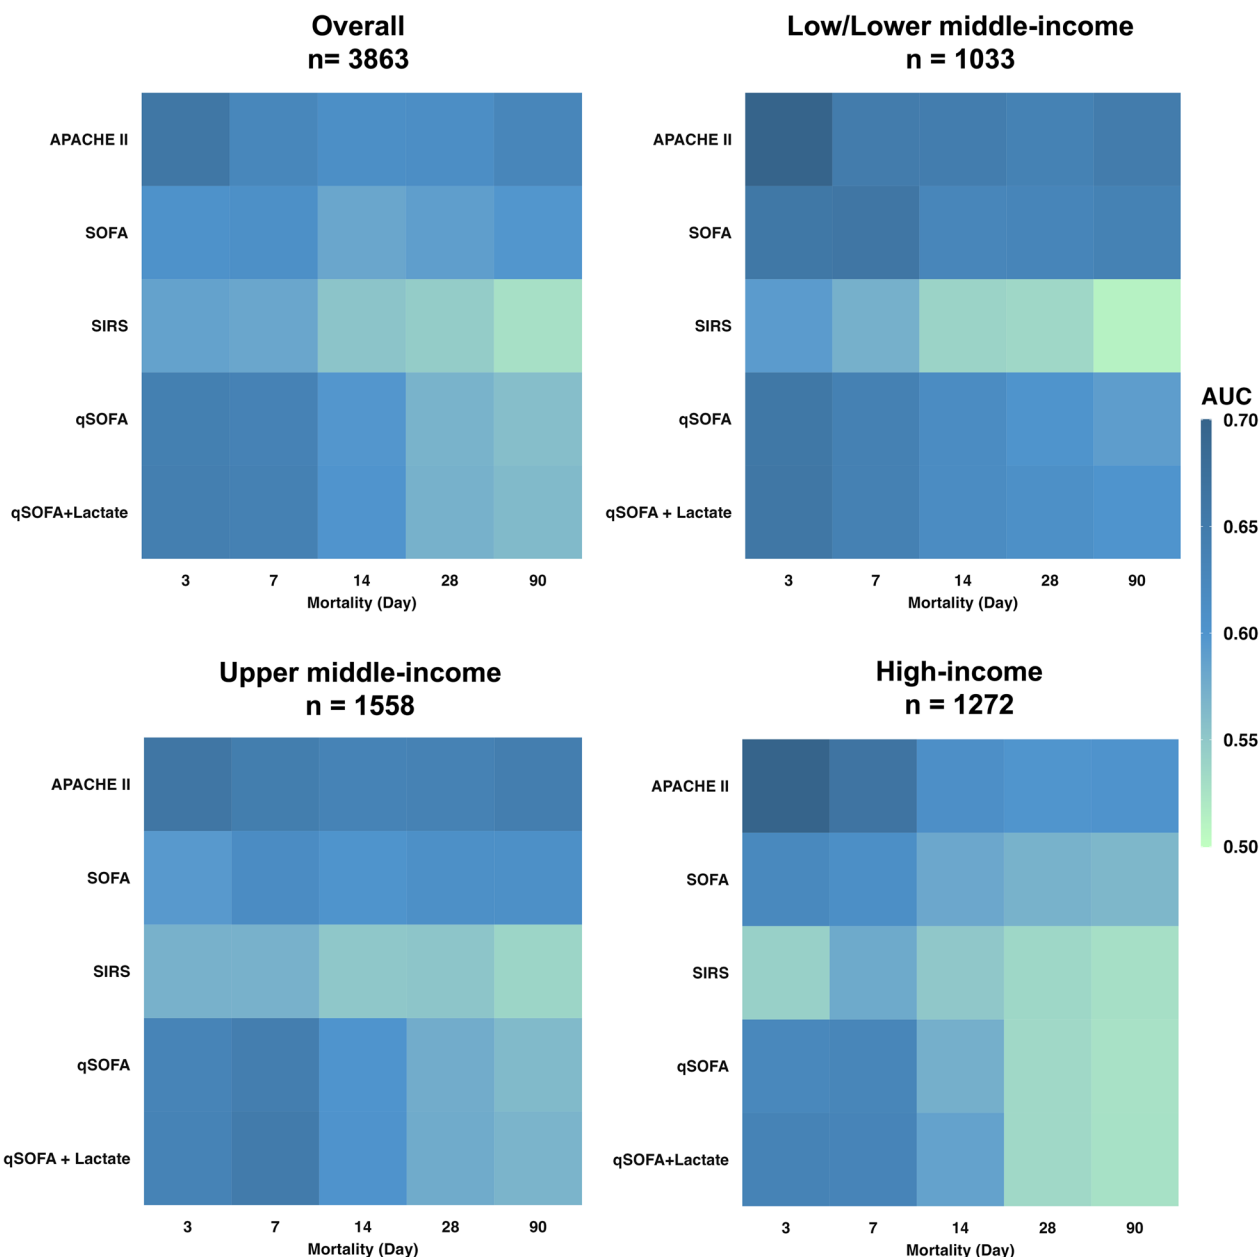 Overall
n= 3863
APACHE II
SOFA
SIRS
qSOFA
qSOFA+Lactate
3 7 14 28 90
Mortality (Day)
Low/Lower middle-income
n = 1033
APACHE II
SOFA
SIRS
qSOFA
qSOFA + Lactate
3 7 14 28 90
Mortality (Day)
AUC
0.70
0.65
0.60
0.55
0.50
Upper middle-income
n = 1558
APACHE II
SOFA
SIRS
qSOFA
qSOFA + Lactate
3 7 14 28 90
Mortality (Day)
High-income
n = 1272
APACHE II
SOFA
SIRS
qSOFA
qSOFA+Lactate
3 7 14 28 90
Mortality (Day)